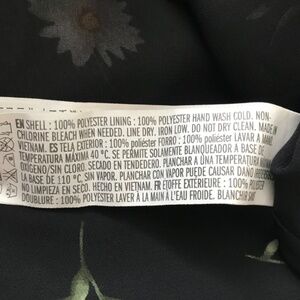 EN SHELL : 100% POLYESTER LINING : 100% POLYESTER HAND WASH COLD. NON-
CHLORINE BLEACH WHEN NEEDED. LINE DRY. IRON LOW. DO NOT DRY CLEAN. MADE IN
VIETNAM. ES TELA EXTERIOR : 100% poliéster FORRO : 100% poliéster LAVAR A MANO
TEMPERATURA MÁXIMA 40 °C. SE PERMITE SOLAMENTE BLANQUEADOR A BASE DE
OXÍGENO/SIN CLORO. SECADO EN TENDEDERO. PLANCHAR A UNA TEMPERATURA
A BASE DE 110 °C. SIN VAPOR. PLANCHAR CON VAPOR PUEDE CAUSAR DAÑO
NO LIMPIEZA EN SECO. HECHO EN VIETNAM. FR ÉTOFFE EXTÉRIEURE : 100% POLYESTER
DOUBLURE : 100% POLYESTER LAVER À LA MAIN À L'EAU FROIDE. BLANCHIR SANS